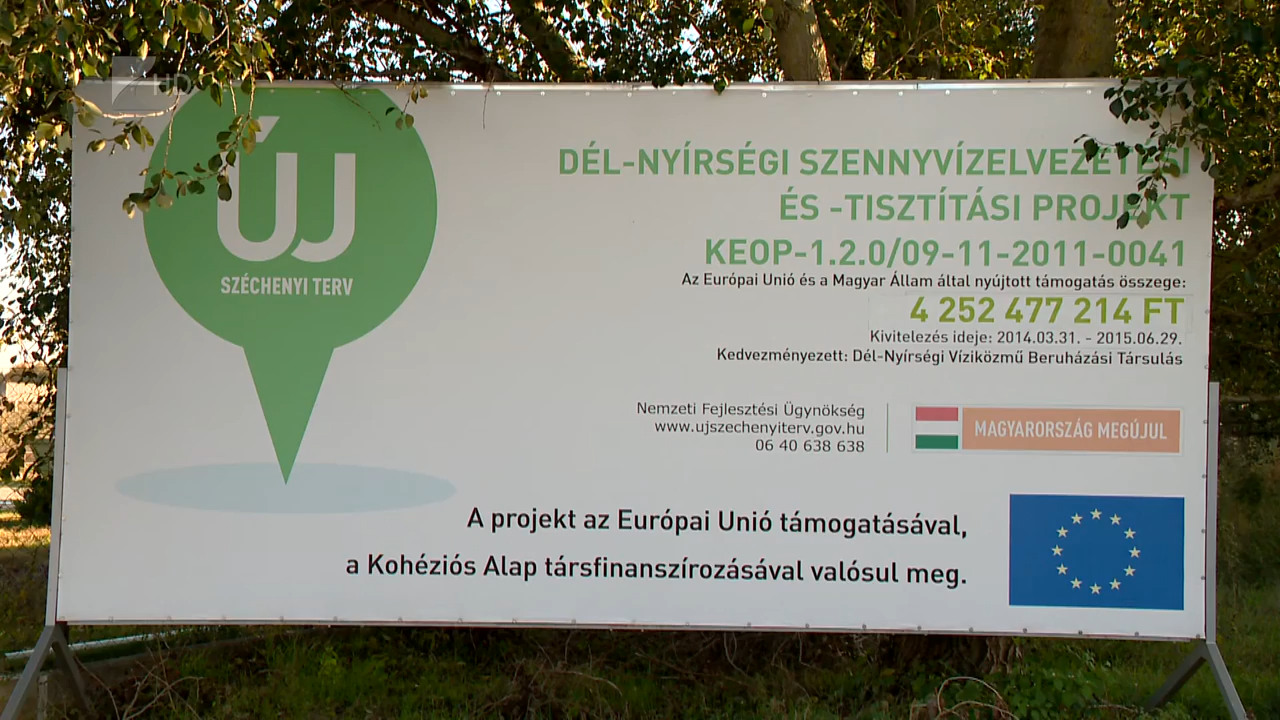 HD
ÚJ
SZÉCHENYI TERV
DÉL-NYÍRSÉGI SZENNYVÍZELVEZETÉSI
ÉS -TISZTÍTÁSI PROJEKT
KEOP-1.2.0/09-11-2011-0041
Az Európai Unió és a Magyar Állam által nyújtott támogatás összege:
4 252 477 214 FT
Kivitelezés ideje: 2014.03.31. - 2015.06.29.
Kedvezményezett: Dél-Nyírségi Víziközmű Beruházási Társulás
Nemzeti Fejlesztési Ügynökség
www.ujszechenyiterv.gov.hu
06 40 638 638
MAGYARORSZÁG MEGÚJUL
A projekt az Európai Unió támogatásával,
a Kohéziós Alap társfinanszírozásával valósul meg.